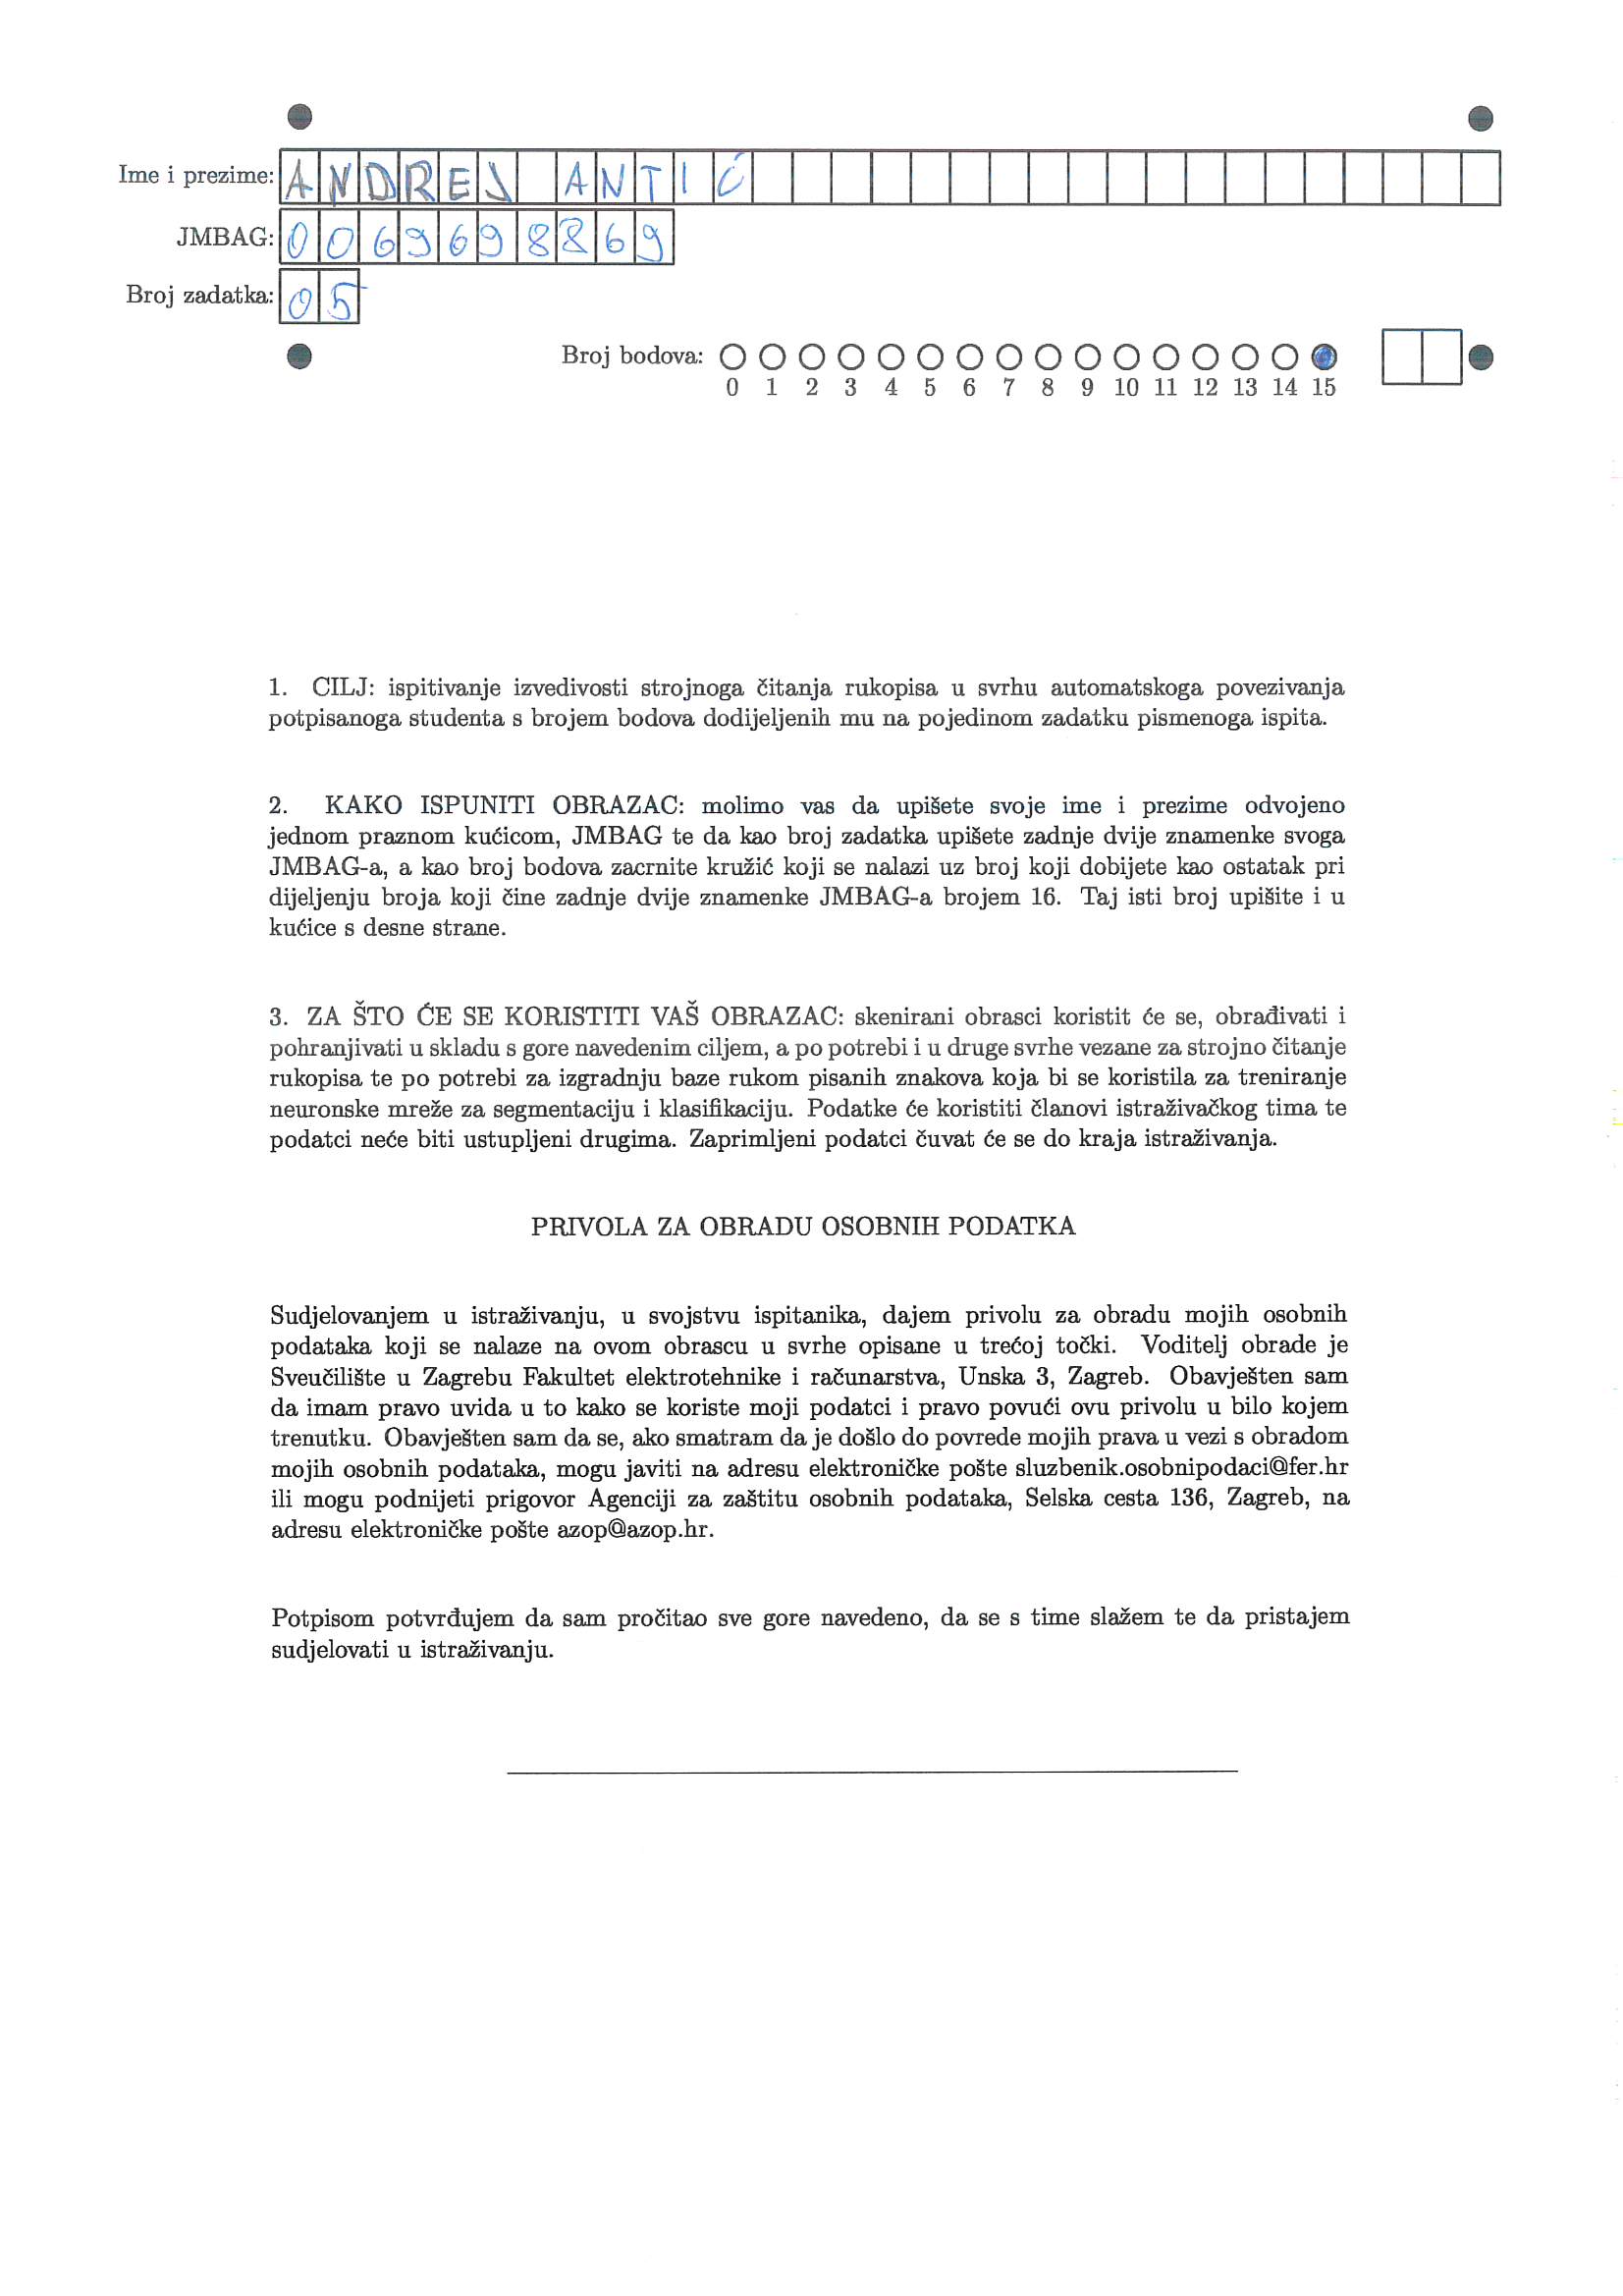 Ime i prezime: ANDREJ ANTIĆ
JMBAG: 0069698869
Broj zadatka: 05
Broj bodova:
0 1 2 3 4 5 6 7 8 9 10 11 12 13 14 15
1. CILJ: ispitivanje izvedivosti strojnoga čitanja rukopisa u svrhu automatskoga povezivanja
potpisanoga studenta s brojem bodova dodijeljenih mu na pojedinom zadatku pismenoga ispita.
2. KAKO ISPUNITI OBRAZAC: molimo vas da upišete svoje ime i prezime odvojeno
jednom praznom kućicom, JMBAG te da kao broj zadatka upišete zadnje dvije znamenke svoga
JMBAG-a, a kao broj bodova zacrnite kružić koji se nalazi uz broj koji dobijete kao ostatak pri
dijeljenju broja koji čine zadnje dvije znamenke JMBAG-a brojem 16. Taj isti broj upišite i u
kućice s desne strane.
3. ZA ŠTO ĆE SE KORISTITI VAŠ OBRAZAC: skenirani obrasci koristit će se, obrađivati i
pohranjivati u skladu s gore navedenim ciljem, a po potrebi i u druge svrhe vezane za strojno čitanje
rukopisa te po potrebi za izgradnju baze rukom pisanih znakova koja bi se koristila za treniranje
neuronske mreže za segmentaciju i klasifikaciju. Podatke će koristiti članovi istraživačkog tima te
podatci neće biti ustupljeni drugima. Zaprimljeni podatci čuvat će se do kraja istraživanja.
PRIVOLA ZA OBRADU OSOBNIH PODATKA
Sudjelovanjem u istraživanju, u svojstvu ispitanika, dajem privolu za obradu mojih osobnih
podataka koji se nalaze na ovom obrascu u svrhe opisane u trećoj točki. Voditelj obrade je
Sveučilište u Zagrebu Fakultet elektrotehnike i računarstva, Unska 3, Zagreb. Obavješten sam
da imam pravo uvida u to kako se koriste moji podatci i pravo povući ovu privolu u bilo kojem
trenutku. Obavješten sam da se, ako smatram da je došlo do povrede mojih prava u vezi s obradom
mojih osobnih podataka, mogu javiti na adresu elektroničke pošte sluzbenik.osobnipodaci@fer.hr
ili mogu podnijeti prigovor Agenciji za zaštitu osobnih podataka, Selska cesta 136, Zagreb, na
adresu elektroničke pošte azop@azop.hr.
Potpisom potvrđujem da sam pročitao sve gore navedeno, da se s time slažem te da pristajem
sudjelovati u istraživanju.